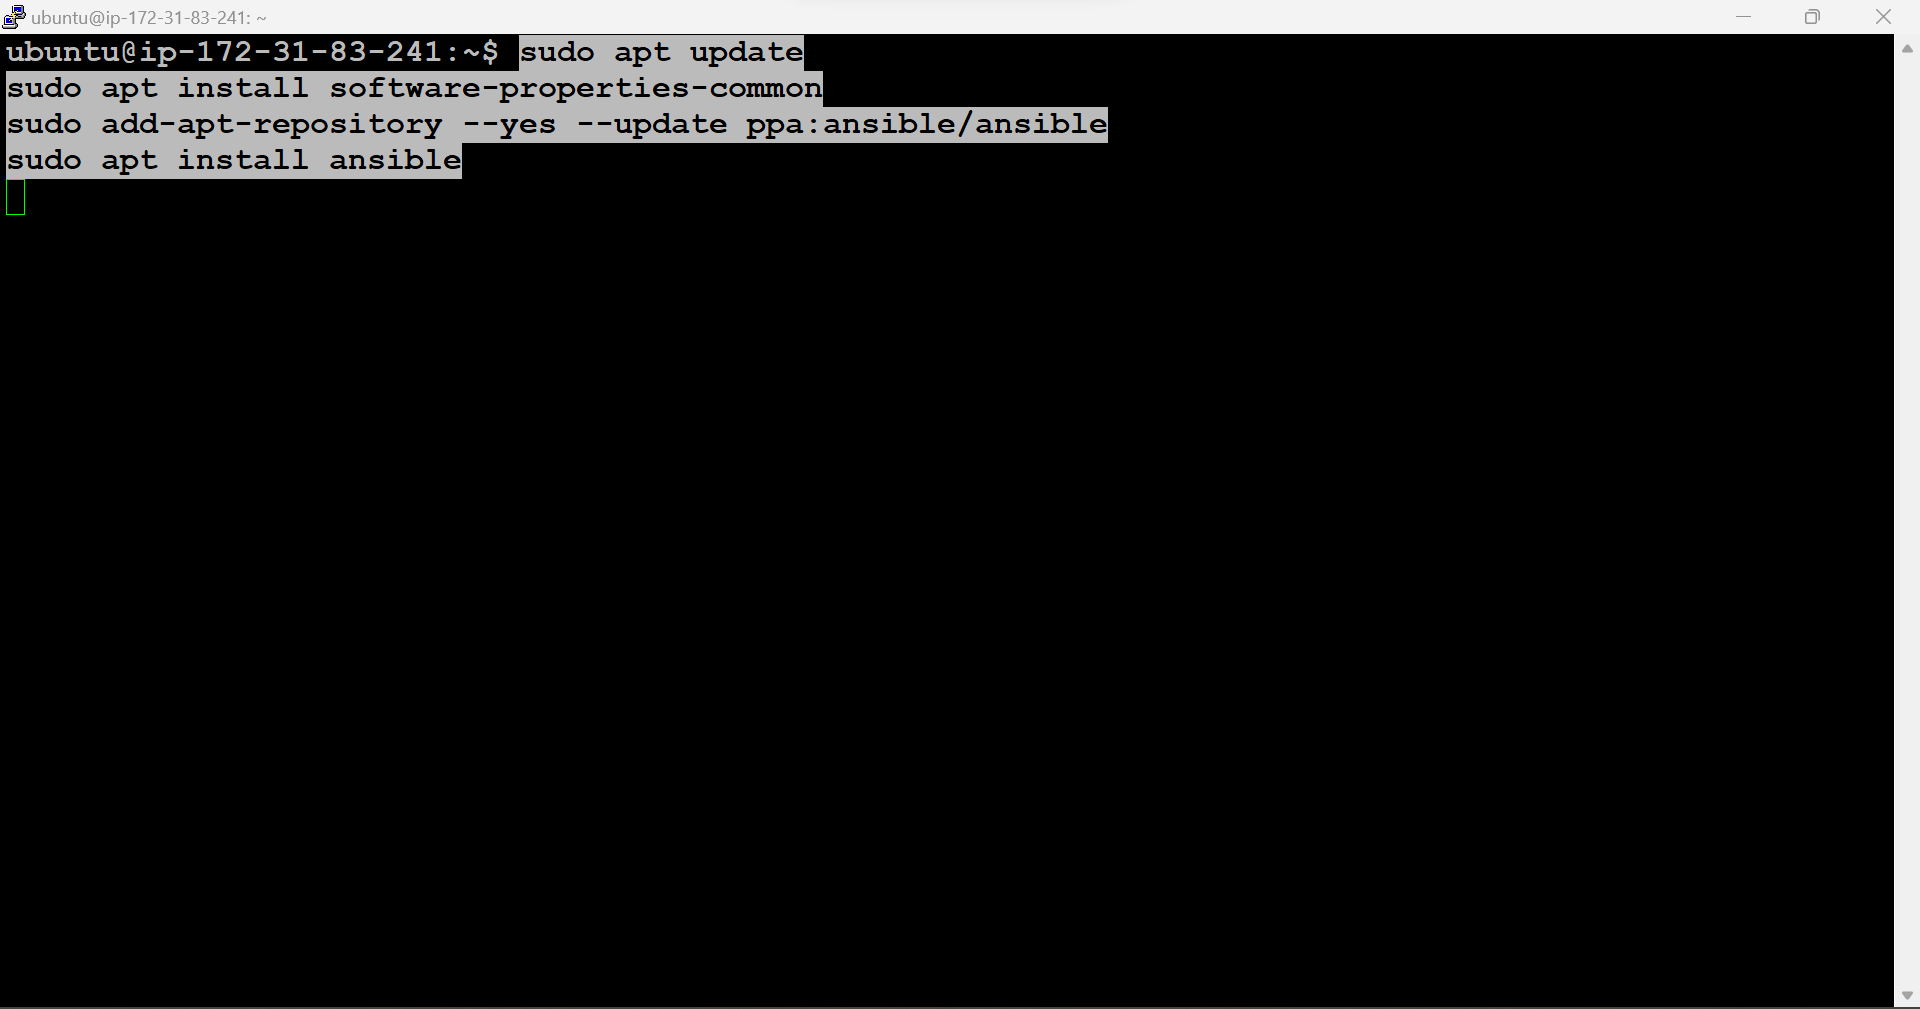 ubuntu@ip-172-31-83-241: ~
ubuntu@ip-172-31-83-241:~$ sudo apt update
sudo apt install software-properties-common
sudo add-apt-repository --yes --update ppa:ansible/ansible
sudo apt install ansible